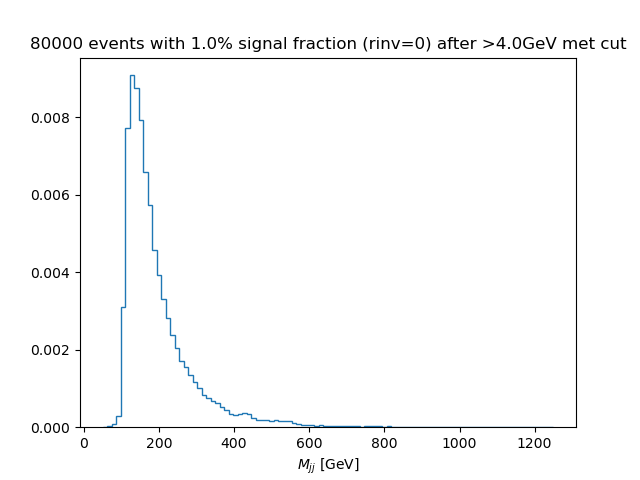 80000 events with 1.0% signal fraction (rinv=0) after >4.0GeV met cut
0.008
0.006
0.004
0.002
0.000
0 200 400 600 800 1000 1200
M_{jj} [GeV]